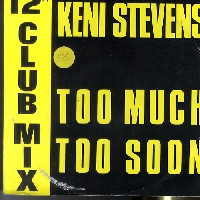 12" CLUB MIX
KENI STEVENS
TOO MUCH
TOO SOON